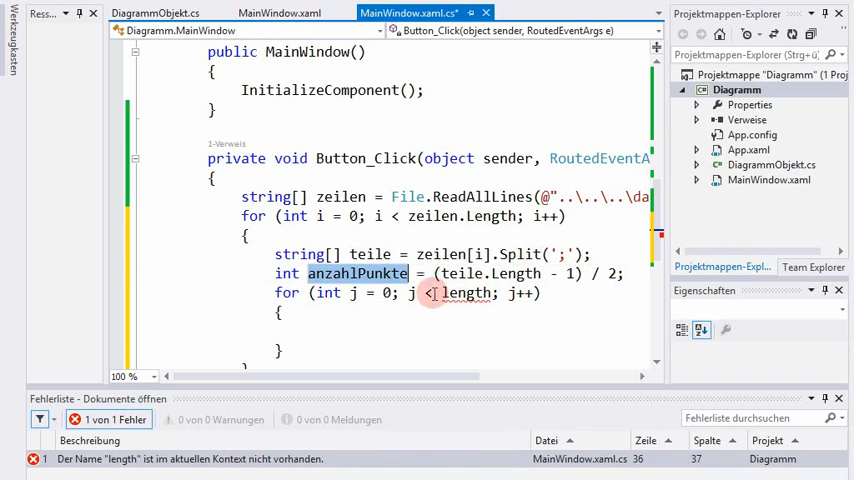 Werkzeugkasten
Ress...
DiagrammObjekt.cs MainWindow.xaml MainWindow.xaml.cs*
Diagramm.MainWindow Button_Click(object sender, RoutedEventArgs e)
public MainWindow()
{
InitializeComponent();
}
1-Verweis
private void Button_Click(object sender, RoutedEventA
{
string[] zeilen = File.ReadAllLines(@"..\..\..\da
for (int i = 0; i < zeilen.Length; i++)
{
string[] teile = zeilen[i].Split(';');
int anzahlPunkte = (teile.Length - 1) / 2;
for (int j = 0; j < length; j++)
{
}
100 %
Projektmappen-Explorer
Projektmappen-Explorer (Strg+ü)
Projektmappe "Diagramm" (1 Proj
Diagramm
Properties
Verweise
App.config
App.xaml
DiagrammObjekt.cs
MainWindow.xaml
Eigenschaften
Fehlerliste - Dokumente öffnen
1 von 1 Fehler 0 von 0 Warnungen 0 von 0 Meldungen Fehlerliste durchsuchen
Beschreibung Datei Zeile Spalte Projekt
1 Der Name "length" ist im aktuellen Kontext nicht vorhanden. MainWindow.xaml.cs 36 37 Diagramm